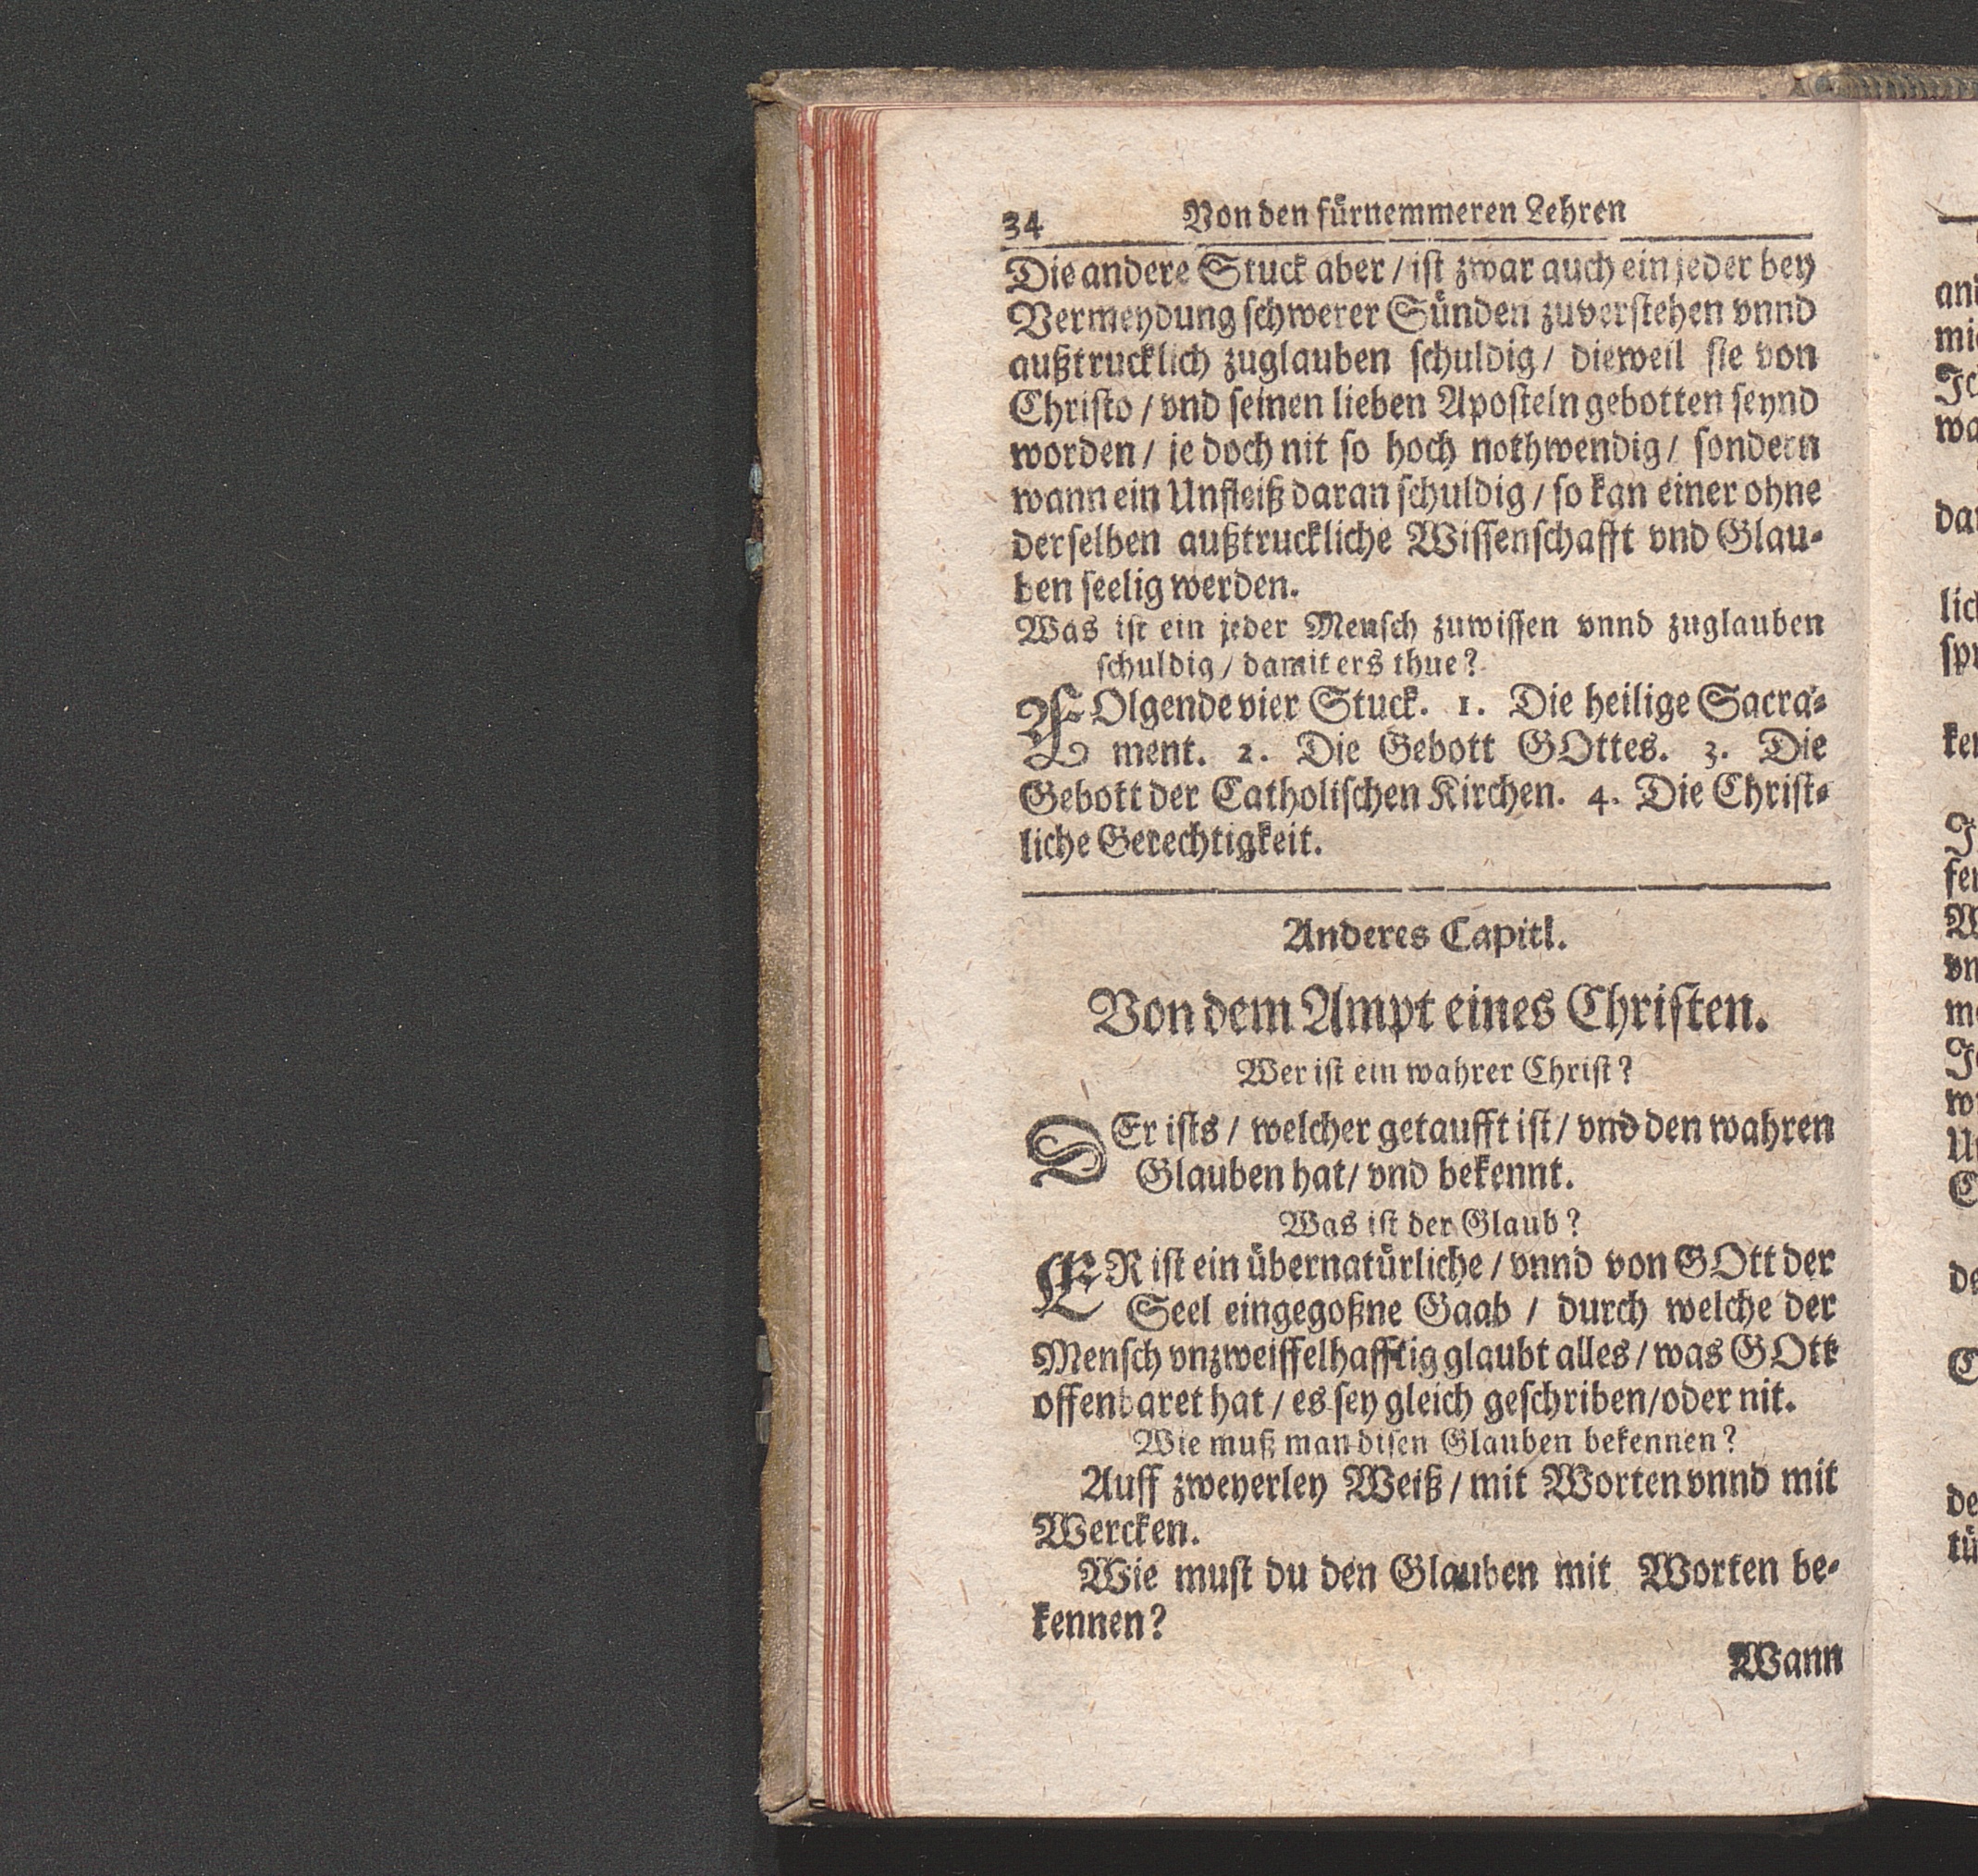 34 Von den fürnemmeren Lehren
Die andere Stuck aber / ist zwar auch ein jeder bey
Vermeydung schwerer Sünden zuverstehen vnnd
außtrucklich zuglauben schuldig / dieweil sie von
Christo / vnd seinen lieben Aposteln gebotten seynd
worden / je doch nit so hoch nothwendig / sondern
wann ein Unfleiß daran schuldig / so kan einer ohne
derselben außtruckliche Wissenschafft vnd Glau-
ben seelig werden.
Was ist ein jeder Mensch zuwissen vnnd zuglauben
schuldig / damit ers thue?
FOlgende vier Stuck. 1. Die heilige Sacra-
ment. 2. Die Gebott GOttes. 3. Die
Gebott der Catholischen Kirchen. 4. Die Christ-
liche Gerechtigkeit.
Anderes Capitl.
Von dem Ampt eines Christen.
Wer ist ein wahrer Christ?
DEr ists / welcher getaufft ist / vnd den wahren
Glauben hat / vnd bekennt.
Was ist der Glaub?
ER ist ein übernatürliche / vnnd von GOtt der
Seel eingegoßne Gaab / durch welche der
Mensch vnzweiffelhafftig glaubt alles / was GOtt
offenbaret hat / es sey gleich geschriben / oder nit.
Wie muß man disen Glauben bekennen?
Auff zweyerley Weiß / mit Worten vnnd mit
Wercken.
Wie must du den Glauben mit Worten be-
kennen?
Wann